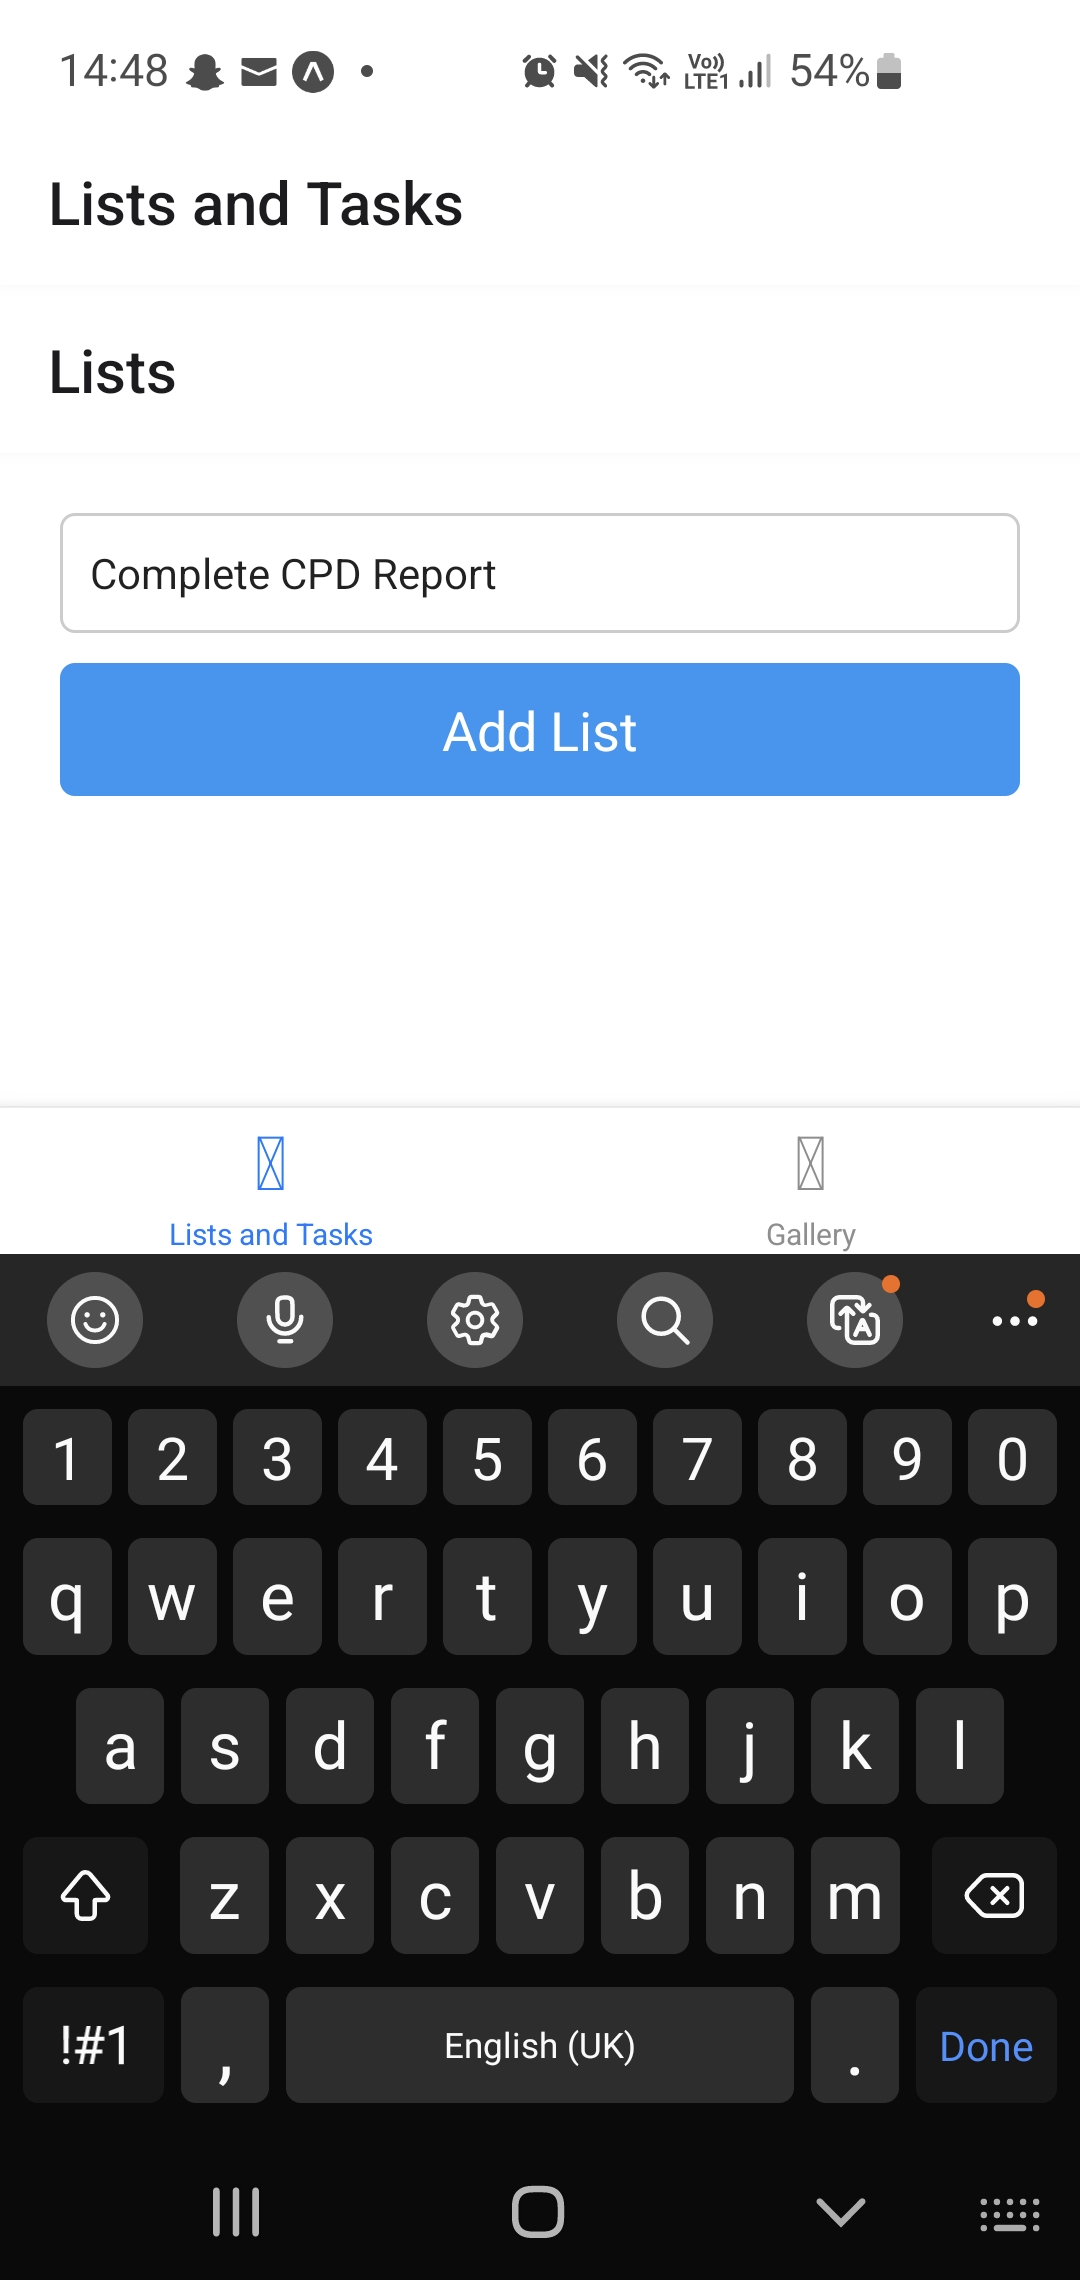 14:48 Vo)) LTE1 54%
Lists and Tasks
Lists
Complete CPD Report
Add List
Lists and Tasks Gallery
1 2 3 4 5 6 7 8 9 0
q w e r t y u i o p
a s d f g h j k l
z x c v b n m
!#1 , English (UK) . Done